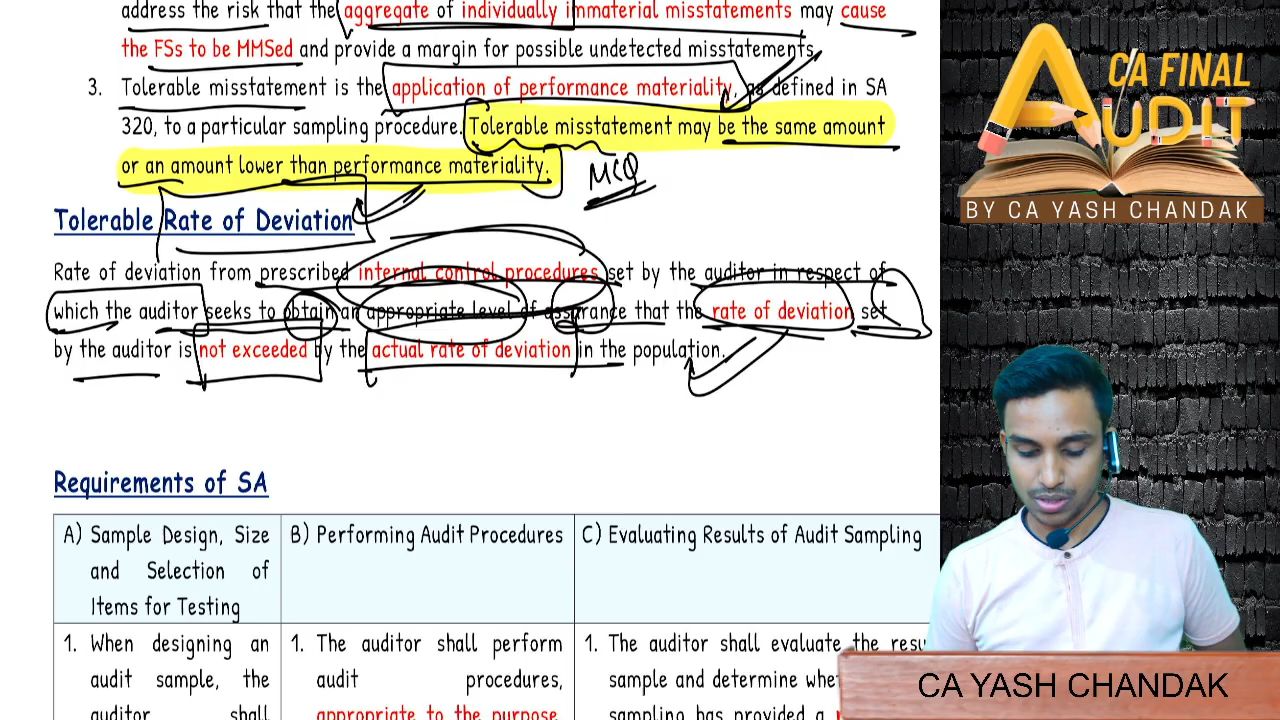 address the risk that the aggregate of individually immaterial misstatements may cause
the FSs to be MMSed and provide a margin for possible undetected misstatements.
3. Tolerable misstatement is the application of performance materiality, as defined in SA
320, to a particular sampling procedure. Tolerable misstatement may be the same amount
or an amount lower than performance materiality.
MCQ
Tolerable Rate of Deviation
Rate of deviation from prescribed internal control procedures set by the auditor in respect of
which the auditor seeks to obtain an appropriate level of assurance that the rate of deviation set
by the auditor is not exceeded by the actual rate of deviation in the population.
Requirements of SA
A) Sample Design, Size
and Selection of
Items for Testing
B) Performing Audit Procedures
C) Evaluating Results of Audit Sampling
1. When designing an
audit sample, the
auditor shall
1. The auditor shall perform
audit procedures,
appropriate to the purpose,
1. The auditor shall evaluate the
sample and determine
sampling has provided a
CA FINAL
AUDIT
BY CA YASH CHANDAK
CA YASH CHANDAK